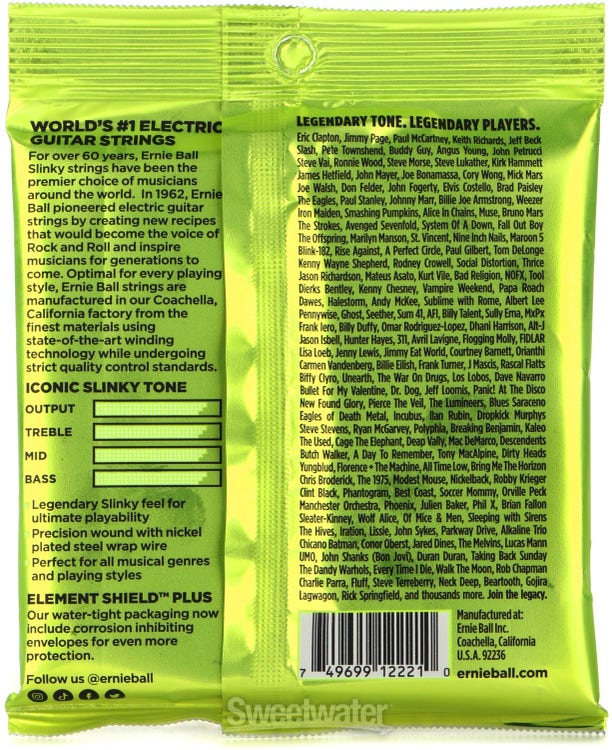 WORLD'S #1 ELECTRIC
GUITAR STRINGS
For over 60 years, Ernie Ball
Slinky strings have been the
premier choice of musicians
around the world. In 1962, Ernie
Ball pioneered electric guitar
strings by creating new recipes
that would become the voice of
Rock and Roll and inspire
musicians for generations to
come. Optimal for every playing
style, Ernie Ball strings are
manufactured in our Coachella,
California factory from the
finest materials using
state-of-the-art winding
technology while undergoing
strict quality control standards.
ICONIC SLINKY TONE
OUTPUT
TREBLE
MID
BASS
Legendary Slinky feel for
ultimate playability
Precision wound with nickel
plated steel wrap wire
Perfect for all musical genres
and playing styles
ELEMENT SHIELD™ PLUS
Our water-tight packaging now
include corrosion inhibiting
envelopes for even more
protection.
Follow us @ernieball
LEGENDARY TONE. LEGENDARY PLAYERS.
Eric Clapton, Jimmy Page, Paul McCartney, Keith Richards, Jeff Beck
Slash, Pete Townshend, Buddy Guy, Angus Young, John Petrucci
Steve Vai, Ronnie Wood, Steve Morse, Steve Lukather, Kirk Hammett
James Hetfield, John Mayer, Joe Bonamassa, Cory Wong, Mick Mars
Joe Walsh, Don Felder, John Fogerty, Elvis Costello, Brad Paisley
The Eagles, Paul Stanley, Johnny Marr, Billie Joe Armstrong, Weezer
Iron Maiden, Smashing Pumpkins, Alice In Chains, Muse, Bruno Mars
The Strokes, Avenged Sevenfold, System Of A Down, Fall Out Boy
The Offspring, Marilyn Manson, St. Vincent, Nine Inch Nails, Maroon 5
Blink-182, Rise Against, A Perfect Circle, Paul Gilbert, Tom DeLonge
Kenny Wayne Shepherd, Rodney Crowell, Social Distortion, Thrice
Jason Richardson, Mateus Asato, Kurt Vile, Bad Religion, NOFX, Tool
Dierks Bentley, Kenny Chesney, Vampire Weekend, Papa Roach
Dawes, Halestorm, Andy McKee, Sublime with Rome, Albert Lee
Pennywise, Ghost, Seether, Sum 41, AFI, Billy Talent, Sully Erna, MxPx
Frank Iero, Billy Duffy, Omar Rodriguez-Lopez, Dhani Harrison, Alt-J
Jason Isbell, Hunter Hayes, 311, Avril Lavigne, Flogging Molly, FIDLAR
Lisa Loeb, Jenny Lewis, Jimmy Eat World, Courtney Barnett, Orianthi
Carmen Vandenberg, Billie Eilish, Frank Turner, J Mascis, Rascal Flatts
Biffy Clyro, Unearth, The War On Drugs, Los Lobos, Dave Navarro
Bullet For My Valentine, Dr. Dog, Jeff Loomis, Panic! At The Disco
New Found Glory, Pierce The Veil, The Lumineers, Blues Saraceno
Eagles of Death Metal, Incubus, Ilan Rubin, Dropkick Murphys
Steve Stevens, Ryan McGarvey, Polyphia, Breaking Benjamin, Kaleo
The Used, Cage The Elephant, Deap Vally, Mac DeMarco, Descendents
Butch Walker, A Day To Remember, Tony MacAlpine, Dirty Heads
Yungblud, Florence + The Machine, All Time Low, Bring Me The Horizon
Chris Broderick, The 1975, Modest Mouse, Nickelback, Robby Krieger
Clint Black, Phantogram, Best Coast, Soccer Mommy, Orville Peck
Manchester Orchestra, Phoenix, Julien Baker, Phil X, Brian Fallon
Sleater-Kinney, Wolf Alice, Of Mice & Men, Sleeping with Sirens
The Hives, Iration, Lissie, John Sykes, Parkway Drive, Alkaline Trio
Chicano Batman, Conor Oberst, Jared Dines, The Melvins, Lucas Mann
UMO, John Shanks (Bon Jovi), Duran Duran, Taking Back Sunday
The Dandy Warhols, Every Time I Die, Walk The Moon, Rob Chapman
Charlie Parra, Fluff, Steve Terreberry, Neck Deep, Beartooth, Gojira
Lagwagon, Rick Springfield, and thousands more. Join the legacy.
7 49699 12221 0
Manufactured at:
Ernie Ball Inc.
Coachella, California
U.S.A. 92236
ernieball.com
Sweetwater